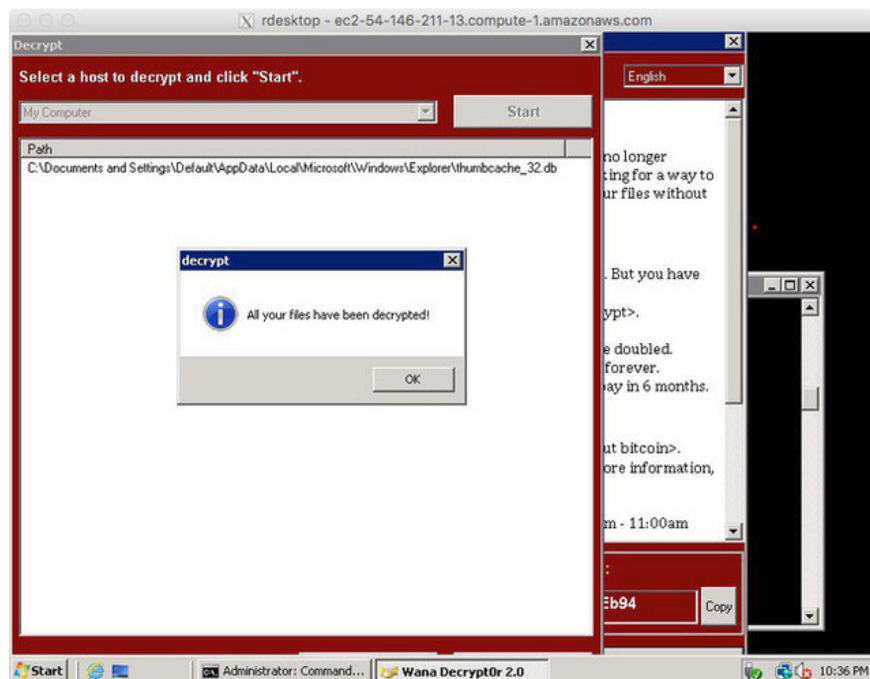 rdesktop - ec2-54-146-211-13.compute-1.amazonaws.com
Decrypt
Select a host to decrypt and click "Start".
My Computer
Start
Path
C:\Documents and Settings\Default\AppData\Local\Microsoft\Windows\Explorer\thumbcache_32.db
decrypt
All your files have been decrypted!
OK
English
no longer
king for a way to
ur files without
. But you have
ypt>.
e doubled.
forever.
pay in 6 months.
ut bitcoin>.
ore information,
m - 11:00am
:
Eb94
Copy
Start
Administrator: Command...
Wana Decrypt0r 2.0
10:36 PM